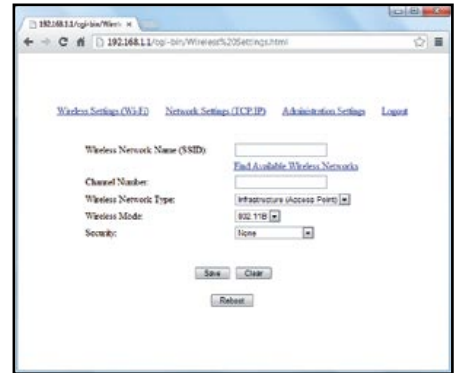 192.168.1.1/cgi-bin/Wirele
192.168.1.1/cgi-bin/Wireless%20Settings.html
Wireless Settings (Wi-Fi) Network Settings (TCP/IP) Administration Settings Logout
Wireless Network Name (SSID):
Find Available Wireless Networks
Channel Number:
Wireless Network Type: Infrastructure (Access Point)
Wireless Mode: 802.11B
Security: None
Save Clear
Reboot